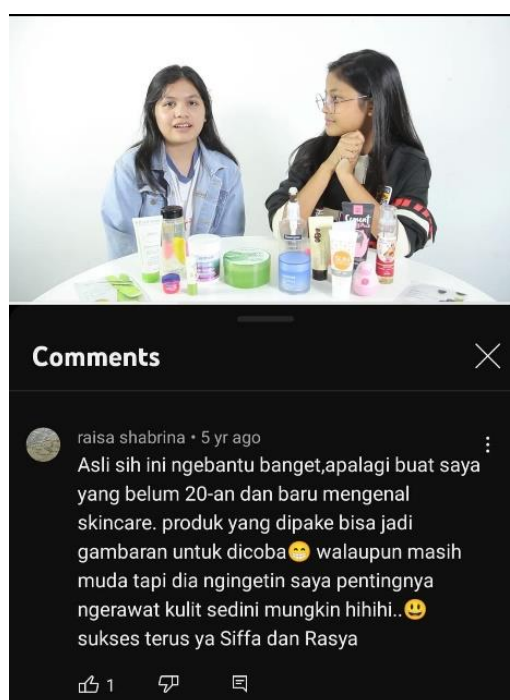 Comments
raisa shabrina • 5 yr ago
Asli sih ini ngebantu banget,apalagi buat saya
yang belum 20-an dan baru mengenal
skincare. produk yang dipake bisa jadi
gambaran untuk dicoba😁 walaupun masih
muda tapi dia ngingetin saya pentingnya
ngerawat kulit sedini mungkin hihihi..😃
sukses terus ya Siffa dan Rasya
1